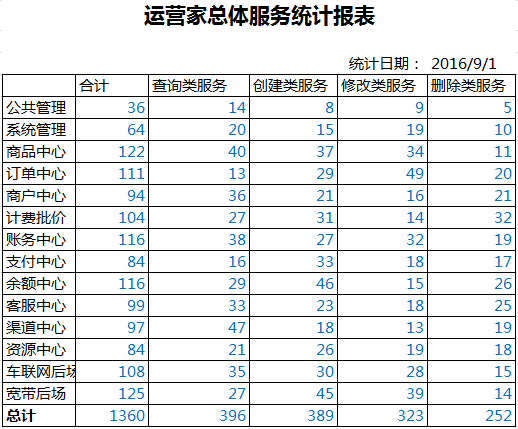 运营家总体服务统计报表
统计日期： 2016/9/1
合计 查询类服务 创建类服务 修改类服务 删除类服务
公共管理 36 14 8 9 5
系统管理 64 20 15 19 10
商品中心 122 40 37 34 11
订单中心 111 13 29 49 20
商户中心 94 36 21 16 21
计费批价 104 27 31 14 32
账务中心 116 38 27 32 19
支付中心 84 16 33 18 17
余额中心 116 29 46 15 26
客服中心 99 33 23 18 25
渠道中心 97 47 18 13 19
资源中心 84 21 26 19 18
车联网后场 108 35 30 28 15
宽带后场 125 27 45 39 14
总计 1360 396 389 323 252